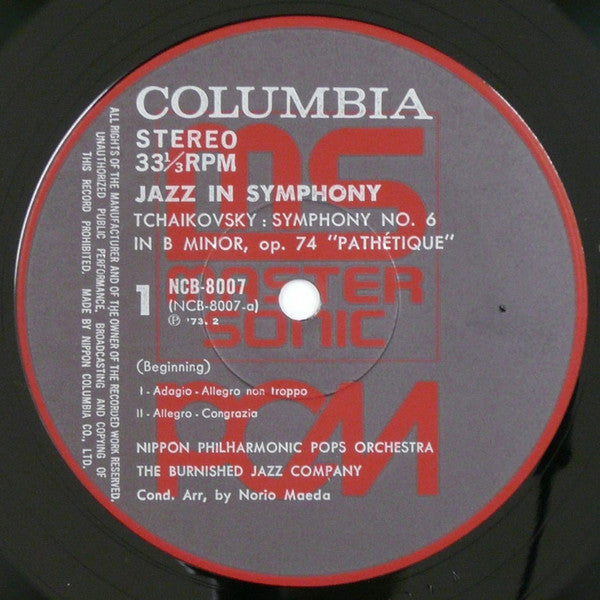 COLUMBIA
STEREO
33⅓RPM
JAZZ IN SYMPHONY
TCHAIKOVSKY : SYMPHONY NO. 6
IN B MINOR, op. 74 "PATHÉTIQUE"
1
NCB-8007
(NCB-8007-a)
Ⓟ '73. 2
MS
MASTER
SONIC
PCM
(Beginning)
I - Adagio - Allegro non troppo
II - Allegro - Congrazia
NIPPON PHILHARMONIC POPS ORCHESTRA
THE BURNISHED JAZZ COMPANY
Cond. Arr, by Norio Maeda
ALL RIGHTS OF THE MANUFACTURER AND OF THE OWNER OF THE RECORDED WORK RESERVED.
UNAUTHORIZED PUBLIC PERFORMANCE, BROADCASTING AND COPYING OF
THIS RECORD PROHIBITED. MADE BY NIPPON COLUMBIA CO., LTD.